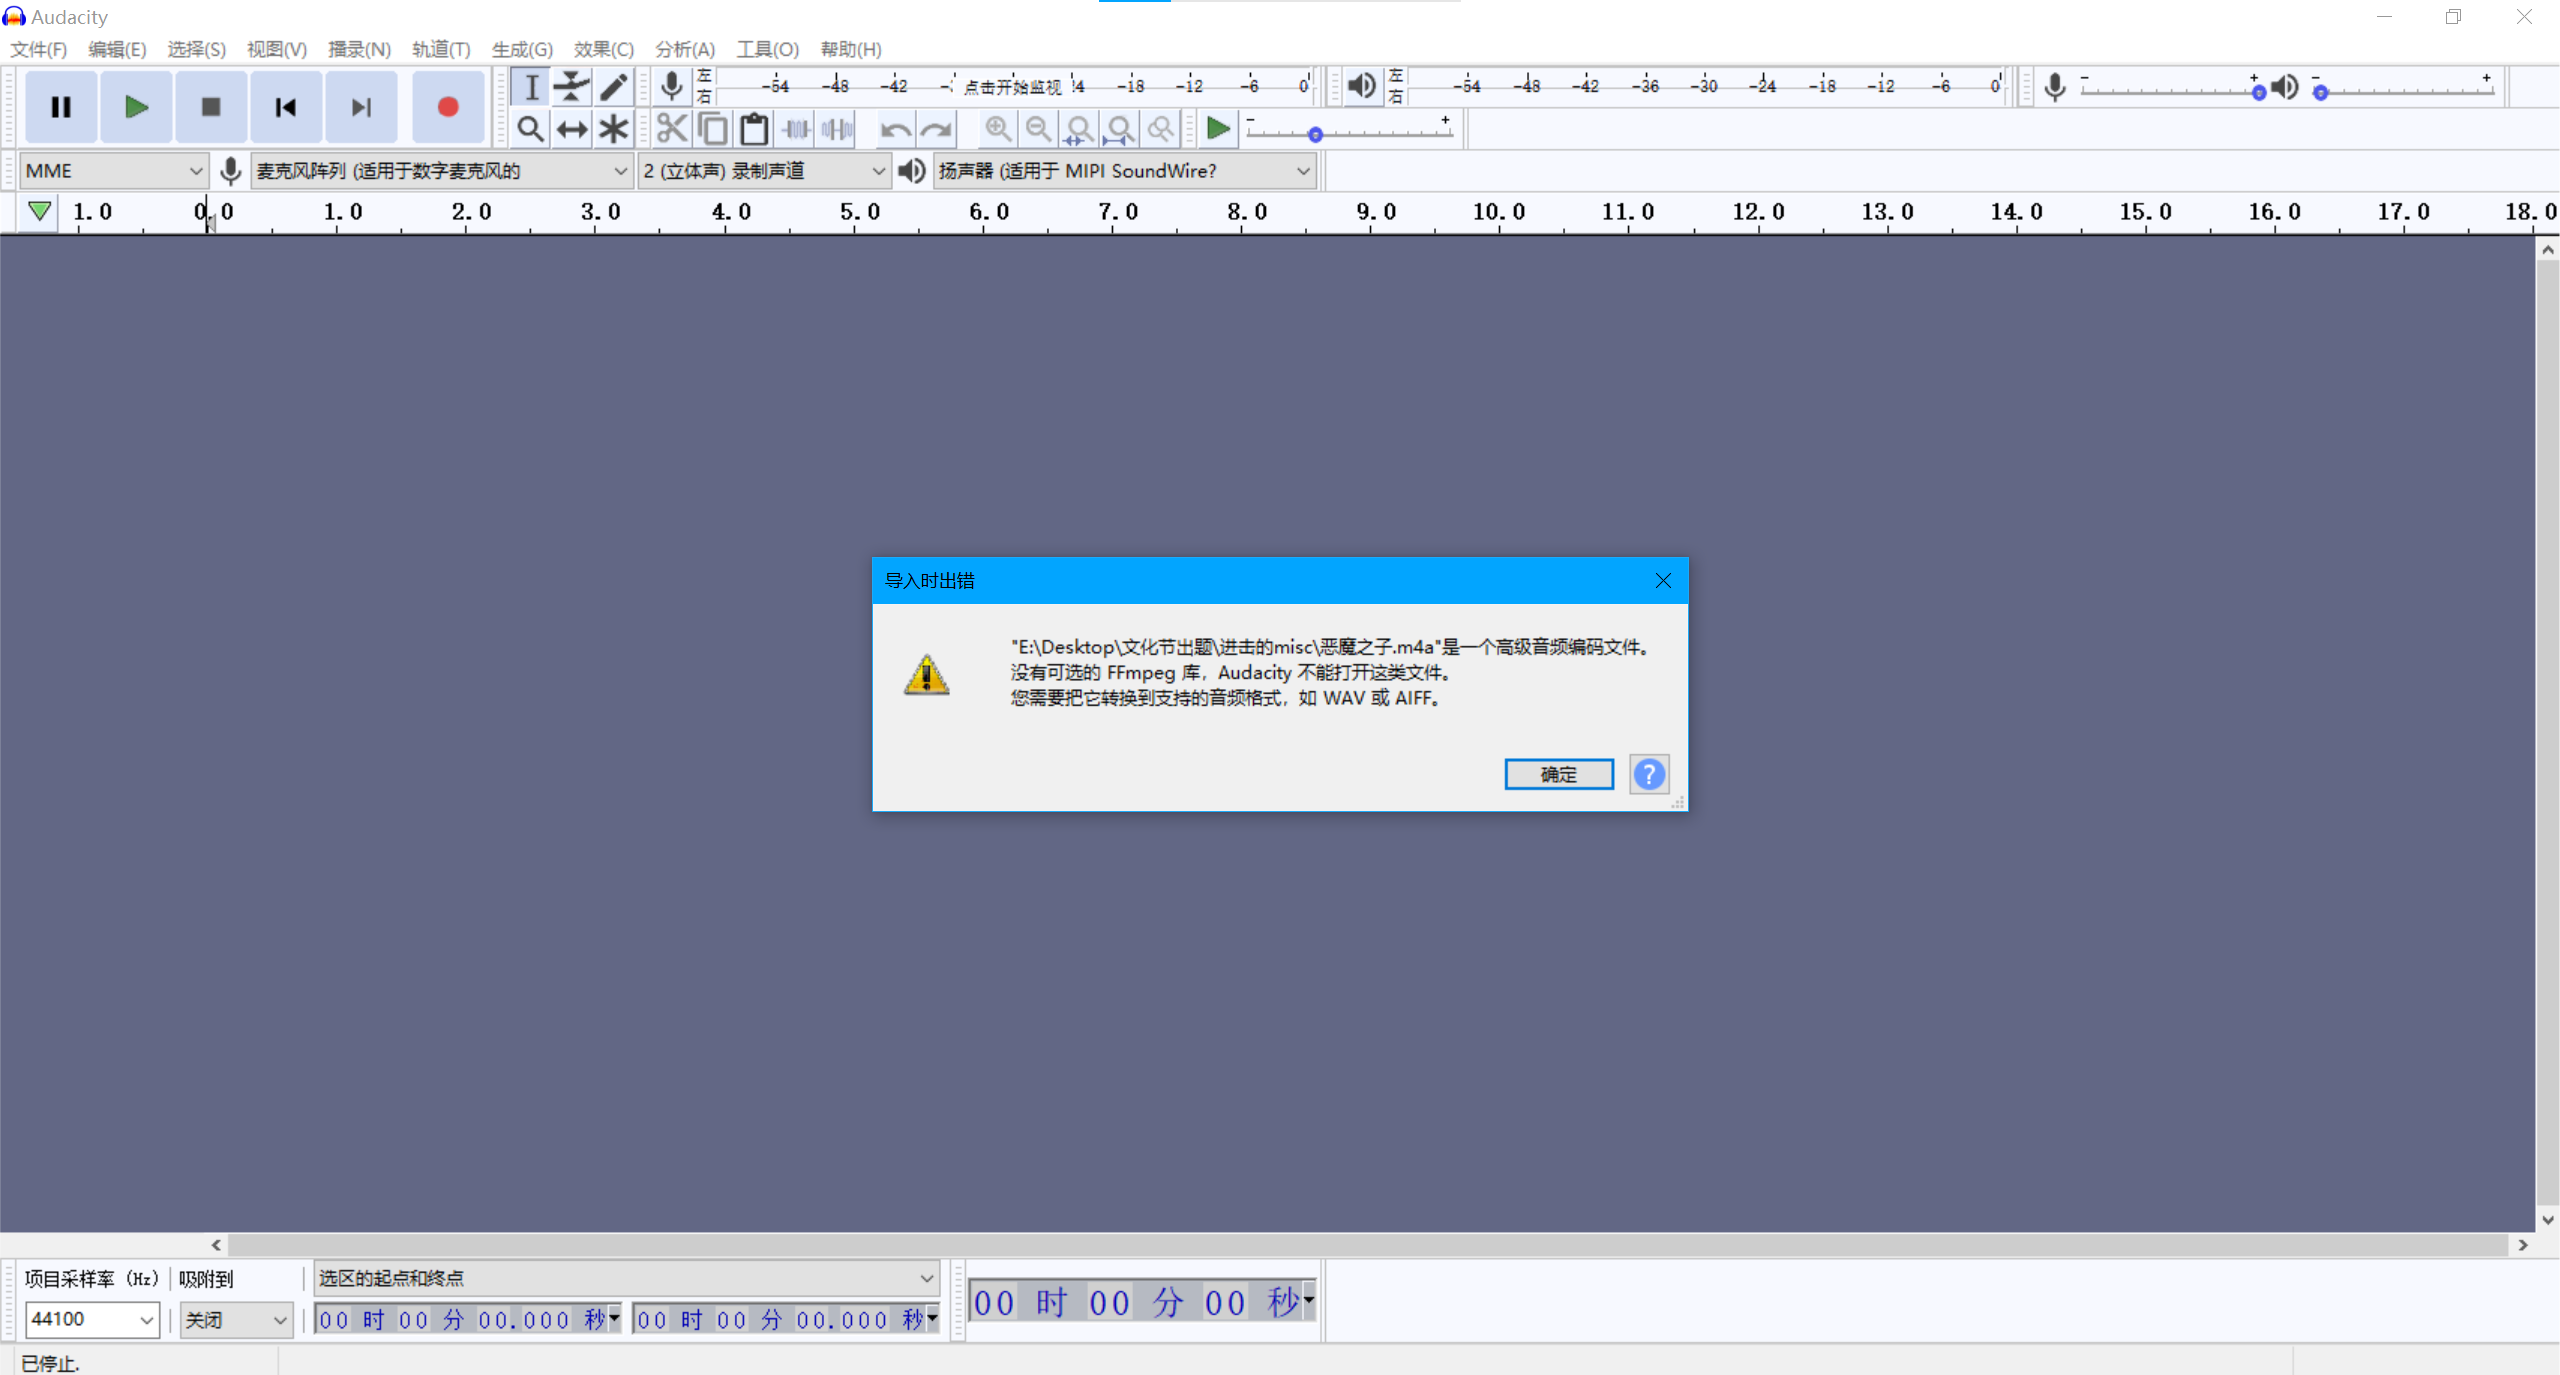 Audacity
文件(F) 编辑(E) 选择(S) 视图(V) 播录(N) 轨道(T) 生成(G) 效果(C) 分析(A) 工具(O) 帮助(H)
左 右 -54 -48 -42 点击开始监视 -18 -12 -6 0
左 右 -54 -48 -42 -36 -30 -24 -18 -12 -6 0
- + - +
- +
MME 麦克风阵列 (适用于数字麦克风的 2 (立体声) 录制声道 扬声器 (适用于 MIPI SoundWire?
1.0 0.0 1.0 2.0 3.0 4.0 5.0 6.0 7.0 8.0 9.0 10.0 11.0 12.0 13.0 14.0 15.0 16.0 17.0 18.0
导入时出错
"E:\Desktop\文化节出题\进击的misc\恶魔之子.m4a"是一个高级音频编码文件。
没有可选的 FFmpeg 库，Audacity 不能打开这类文件。
您需要把它转换到支持的音频格式，如 WAV 或 AIFF。
确定 ?
项目采样率 (Hz) 吸附到 选区的起点和终点
44100 关闭 00 时 00 分 00.000 秒 00 时 00 分 00.000 秒
00 时 00 分 00 秒
已停止.